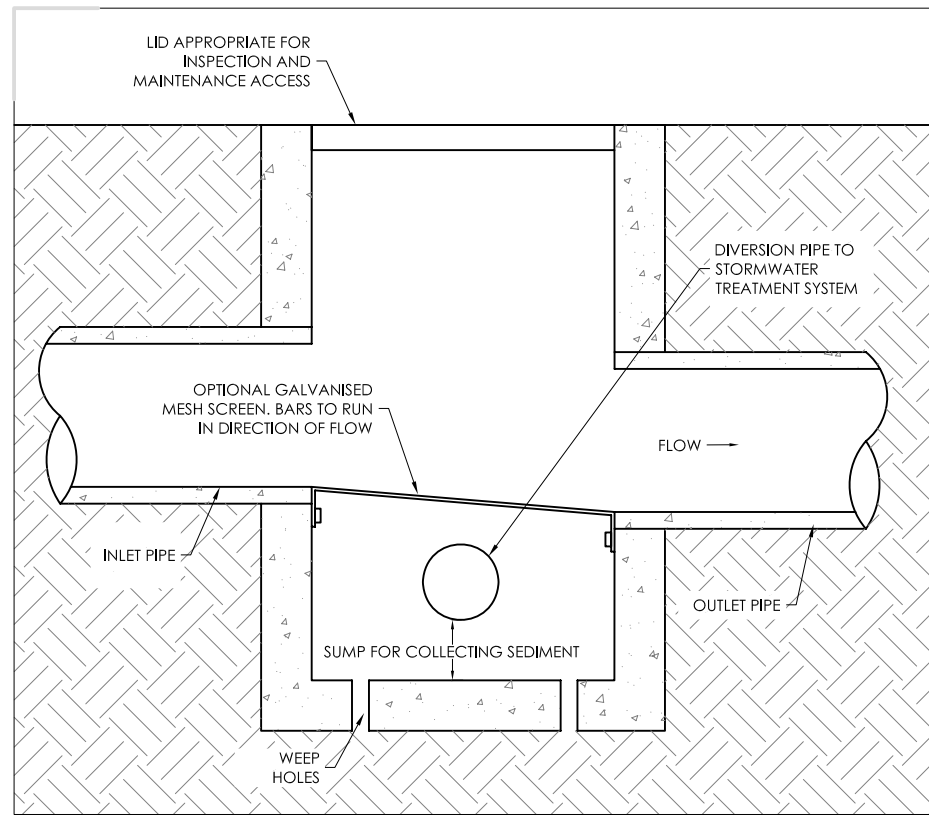 LID APPROPRIATE FOR
INSPECTION AND
MAINTENANCE ACCESS
DIVERSION PIPE TO
STORMWATER
TREATMENT SYSTEM
OPTIONAL GALVANISED
MESH SCREEN. BARS TO RUN
IN DIRECTION OF FLOW
FLOW
INLET PIPE
OUTLET PIPE
SUMP FOR COLLECTING SEDIMENT
WEEP
HOLES